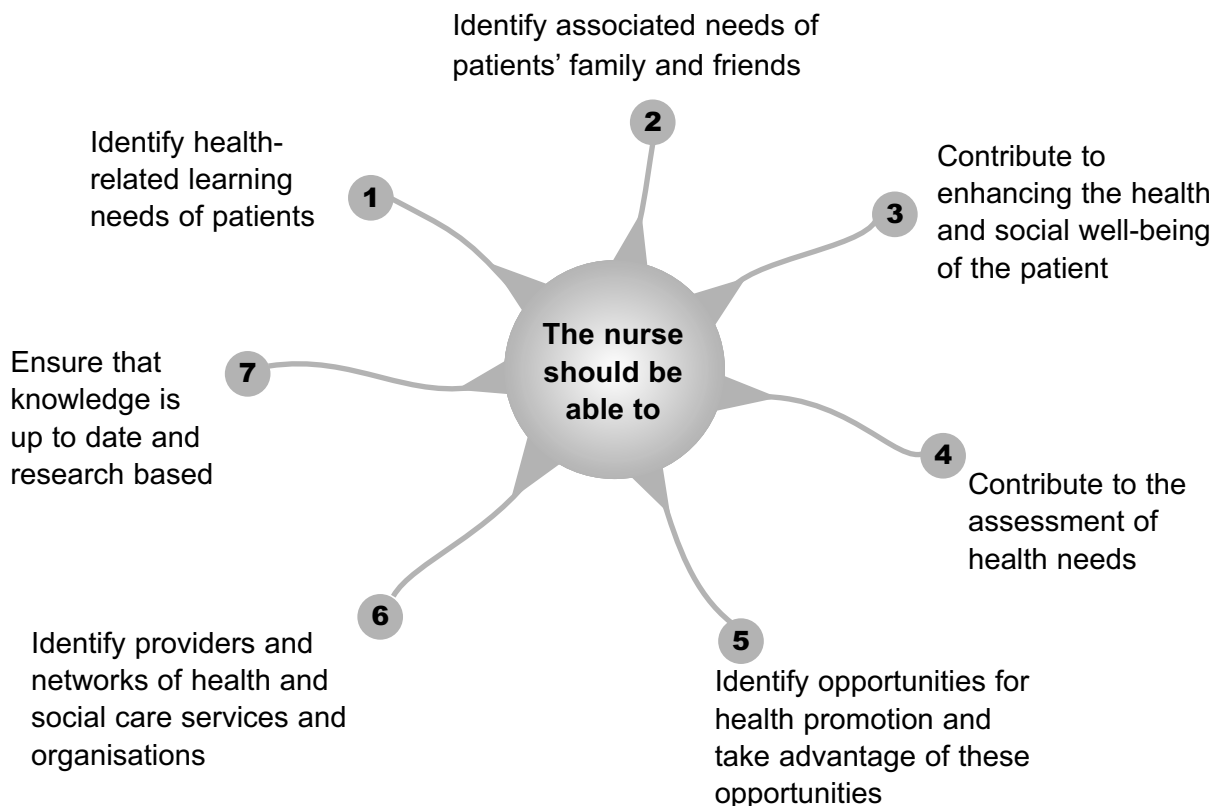 The nurse
should be
able to
1
Identify health-
related learning
needs of patients
2
Identify associated needs of
patients’ family and friends
3
Contribute to
enhancing the health
and social well-being
of the patient
4
Contribute to the
assessment of
health needs
5
Identify opportunities for
health promotion and
take advantage of these
opportunities
6
Identify providers and
networks of health and
social care services and
organisations
7
Ensure that
knowledge is
up to date and
research based